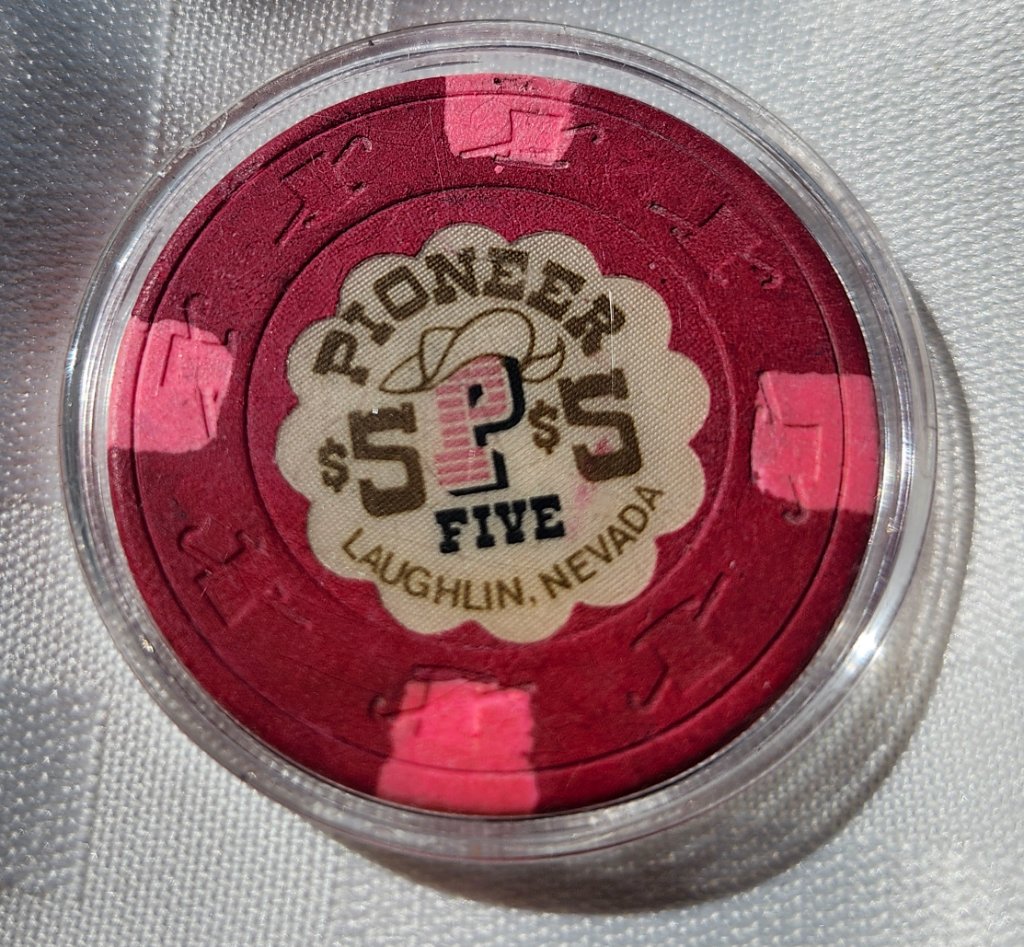 PIONEER
$5 P $5
FIVE
LAUGHLIN, NEVADA